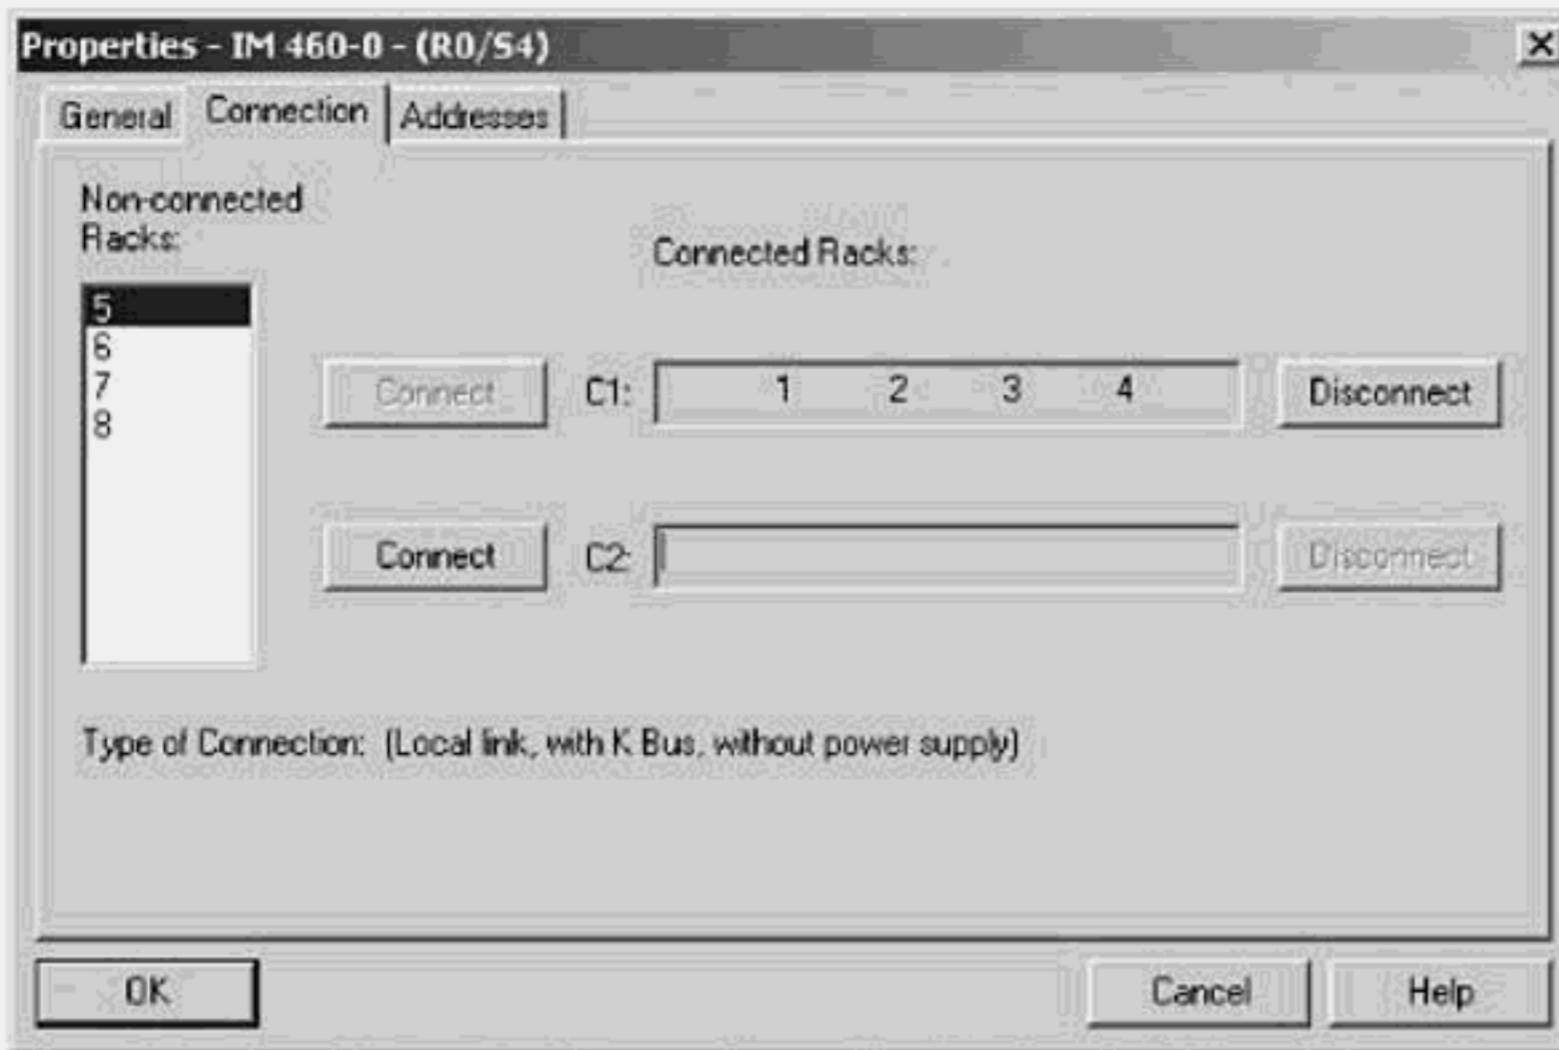 Properties - IM 460-0 - (R0/S4)
General Connection Addresses
Non-connected
Racks:
Connected Racks:
5
6
7
8
Connect C1: 1 2 3 4 Disconnect
Connect C2: Disconnect
Type of Connection: (Local link, with K Bus, without power supply)
OK Cancel Help